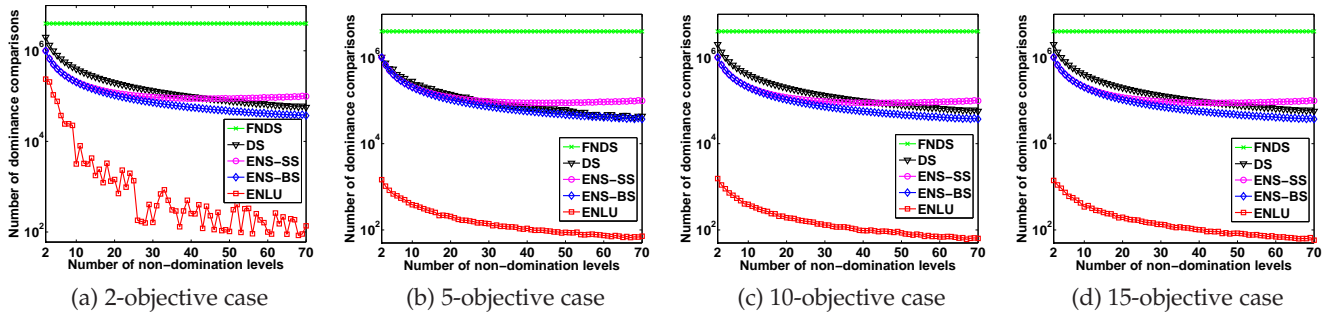 Number of dominance comparisons
10^6
10^4
10^2
2 10 20 30 40 50 60 70
Number of non-domination levels
FNDS
DS
ENS-SS
ENS-BS
ENLU
(a) 2-objective case
Number of dominance comparisons
10^6
10^4
10^2
2 10 20 30 40 50 60 70
Number of non-domination levels
FNDS
DS
ENS-SS
ENS-BS
ENLU
(b) 5-objective case
Number of dominance comparisons
10^6
10^4
10^2
2 10 20 30 40 50 60 70
Number of non-domination levels
FNDS
DS
ENS-SS
ENS-BS
ENLU
(c) 10-objective case
Number of dominance comparisons
10^6
10^4
10^2
2 10 20 30 40 50 60 70
Number of non-domination levels
FNDS
DS
ENS-SS
ENS-BS
ENLU
(d) 15-objective case